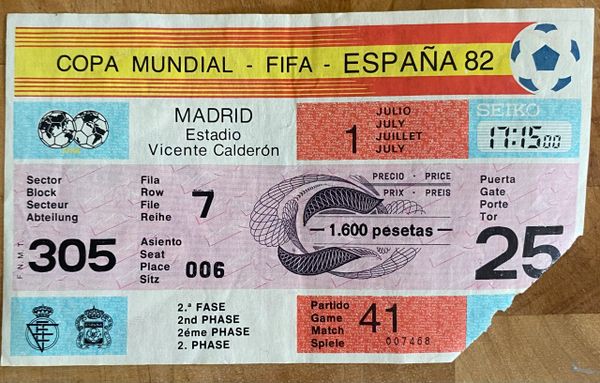 COPA MUNDIAL - FIFA - ESPAÑA 82
MADRID
Estadio
Vicente Calderón
1
JULIO
JULY
JUILLET
JULY
SEIKO
17:15 00
Sector
Block
Secteur
Abteilung
305
Fila
Row
File
Reihe
7
Asiento
Seat
Place
Sitz
006
PRECIO - PRICE
PRIX - PREIS
1.600 pesetas
Puerta
Gate
Porte
Tor
25
F.N.M.T.
2.ª FASE
2nd PHASE
2éme PHASE
2. PHASE
Partido
Game
Match
Spiele
41
007468